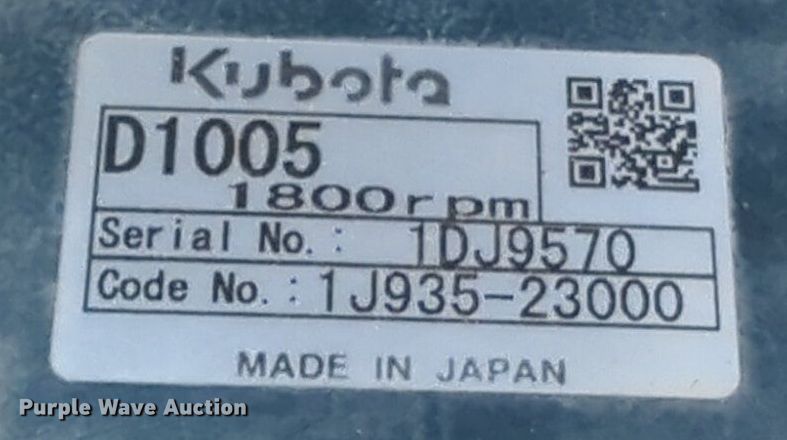 Kubota
D1005
1800rpm
Serial No.: 1DJ9570
Code No.: 1J935-23000
MADE IN JAPAN
Purple Wave Auction